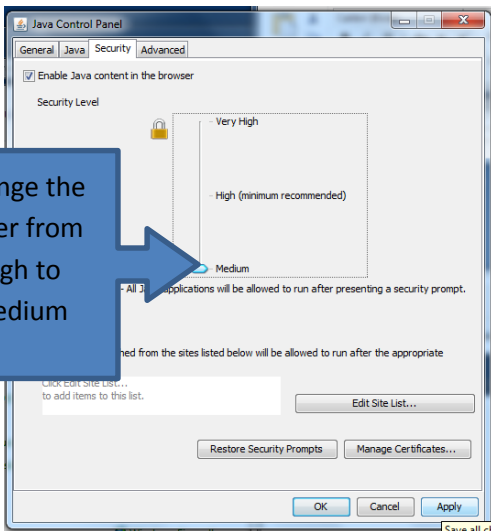 Java Control Panel
General Java Security Advanced
Enable Java content in the browser
Security Level
Very High
High (minimum recommended)
Medium
nge the
er from
gh to
edium
- All applications will be allowed to run after presenting a security prompt.
ned from the sites listed below will be allowed to run after the appropriate
Click Edit Site List...
to add items to this list.
Edit Site List...
Restore Security Prompts Manage Certificates...
OK Cancel Apply
Save all